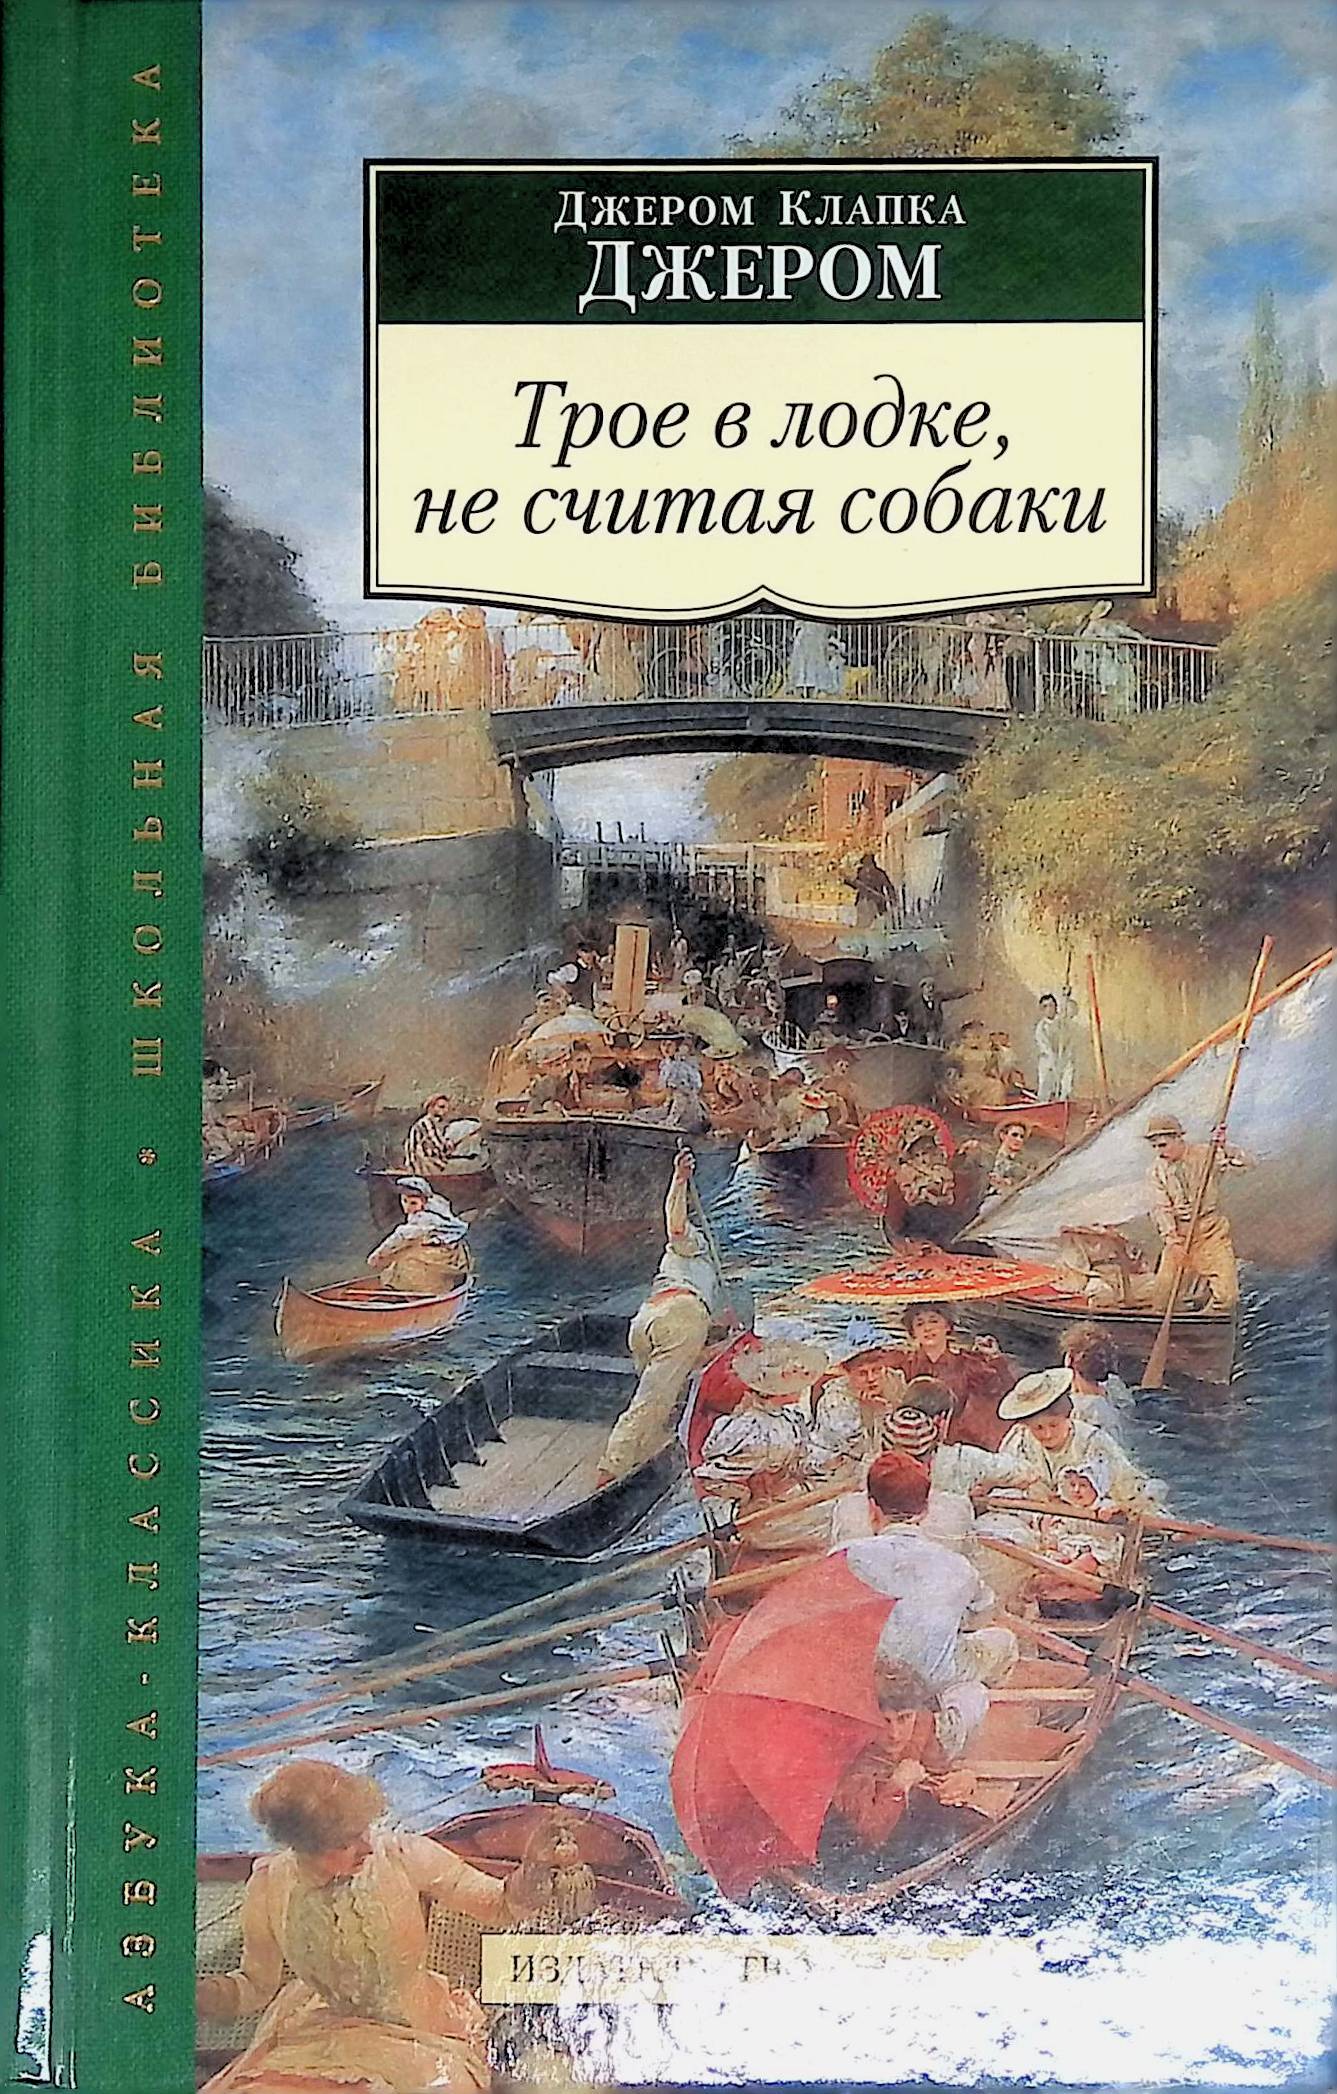 ДЖЕРОМ КЛАПКА
ДЖЕРОМ
Трое в лодке,
не считая собаки
АЗБУКА-КЛАССИКА * ШКОЛЬНАЯ БИБЛИОТЕКА